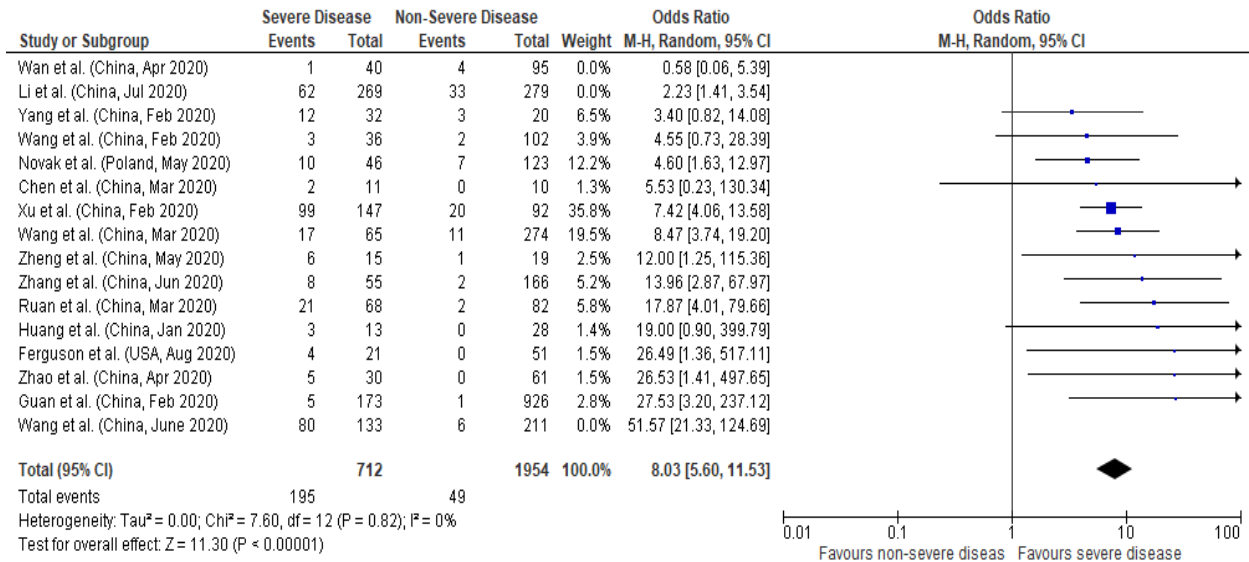 Severe Disease Non-Severe Disease Odds Ratio Odds Ratio
Study or Subgroup Events Total Events Total Weight M-H, Random, 95% CI M-H, Random, 95% CI
Wan et al. (China, Apr 2020) 1 40 4 95 0.0% 0.58 [0.06, 5.39]
Li et al. (China, Jul 2020) 62 269 33 279 0.0% 2.23 [1.41, 3.54]
Yang et al. (China, Feb 2020) 12 32 3 20 6.5% 3.40 [0.82, 14.08]
Wang et al. (China, Feb 2020) 3 36 2 102 3.9% 4.55 [0.73, 28.39]
Novak et al. (Poland, May 2020) 10 46 7 123 12.2% 4.60 [1.63, 12.97]
Chen et al. (China, Mar 2020) 2 11 0 10 1.3% 5.53 [0.23, 130.34]
Xu et al. (China, Feb 2020) 99 147 20 92 35.8% 7.42 [4.06, 13.58]
Wang et al. (China, Mar 2020) 17 65 11 274 19.5% 8.47 [3.74, 19.20]
Zheng et al. (China, May 2020) 6 15 1 19 2.5% 12.00 [1.25, 115.36]
Zhang et al. (China, Jun 2020) 8 55 2 166 5.2% 13.96 [2.87, 67.97]
Ruan et al. (China, Mar 2020) 21 68 2 82 5.8% 17.87 [4.01, 79.66]
Huang et al. (China, Jan 2020) 3 13 0 28 1.4% 19.00 [0.90, 399.79]
Ferguson et al. (USA, Aug 2020) 4 21 0 51 1.5% 26.49 [1.36, 517.11]
Zhao et al. (China, Apr 2020) 5 30 0 61 1.5% 26.53 [1.41, 497.65]
Guan et al. (China, Feb 2020) 5 173 1 926 2.8% 27.53 [3.20, 237.12]
Wang et al. (China, June 2020) 80 133 6 211 0.0% 51.57 [21.33, 124.69]
Total (95% CI) 712 1954 100.0% 8.03 [5.60, 11.53]
Total events 195 49
Heterogeneity: Tau² = 0.00; Chi² = 7.60, df = 12 (P = 0.82); I² = 0%
Test for overall effect: Z = 11.30 (P < 0.00001)
0.01 0.1 1 10 100
Favours non-severe diseas Favours severe disease